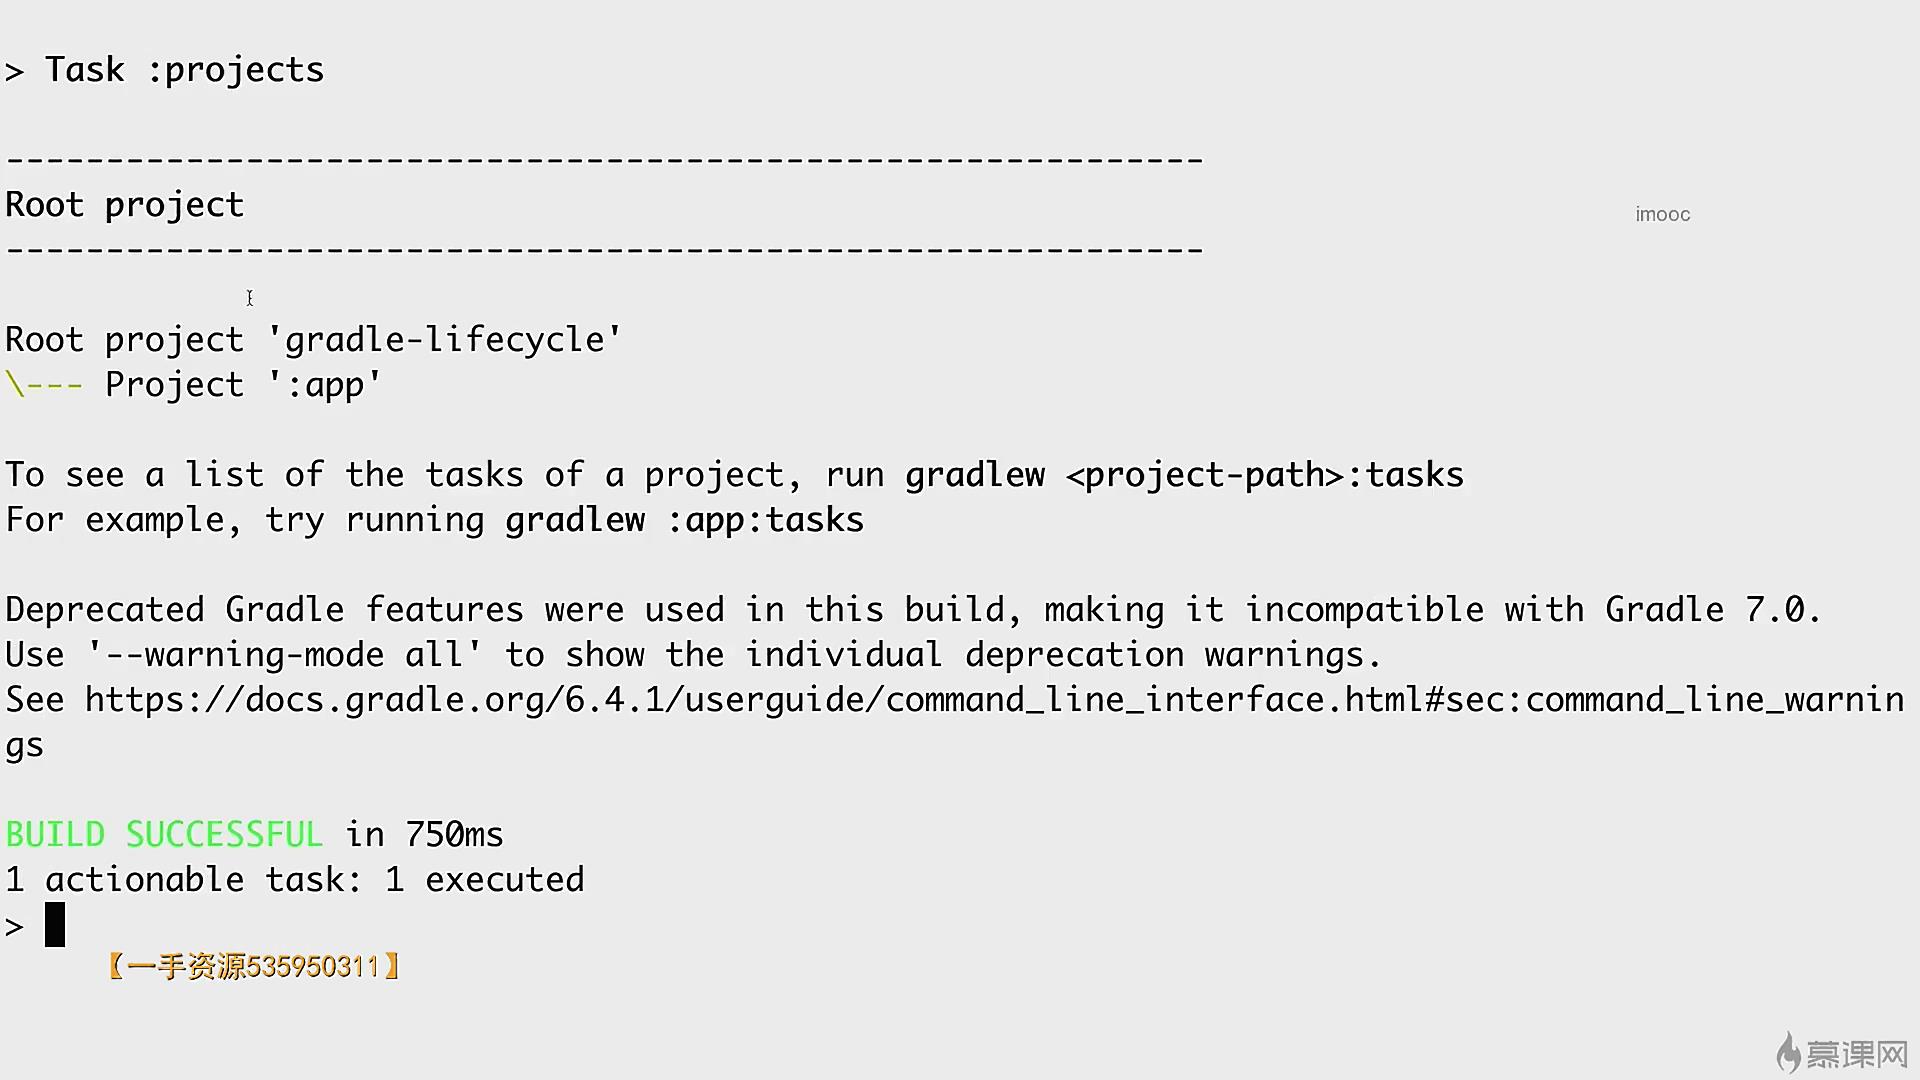 > Task :projects
------------------------------------------------------------
Root project
imooc
------------------------------------------------------------
Root project 'gradle-lifecycle'
\--- Project ':app'
To see a list of the tasks of a project, run gradlew <project-path>:tasks
For example, try running gradlew :app:tasks
Deprecated Gradle features were used in this build, making it incompatible with Gradle 7.0.
Use '--warning-mode all' to show the individual deprecation warnings.
See https://docs.gradle.org/6.4.1/userguide/command_line_interface.html#sec:command_line_warnin
gs
BUILD SUCCESSFUL in 750ms
1 actionable task: 1 executed
>
【一手资源535950311】
慕课网